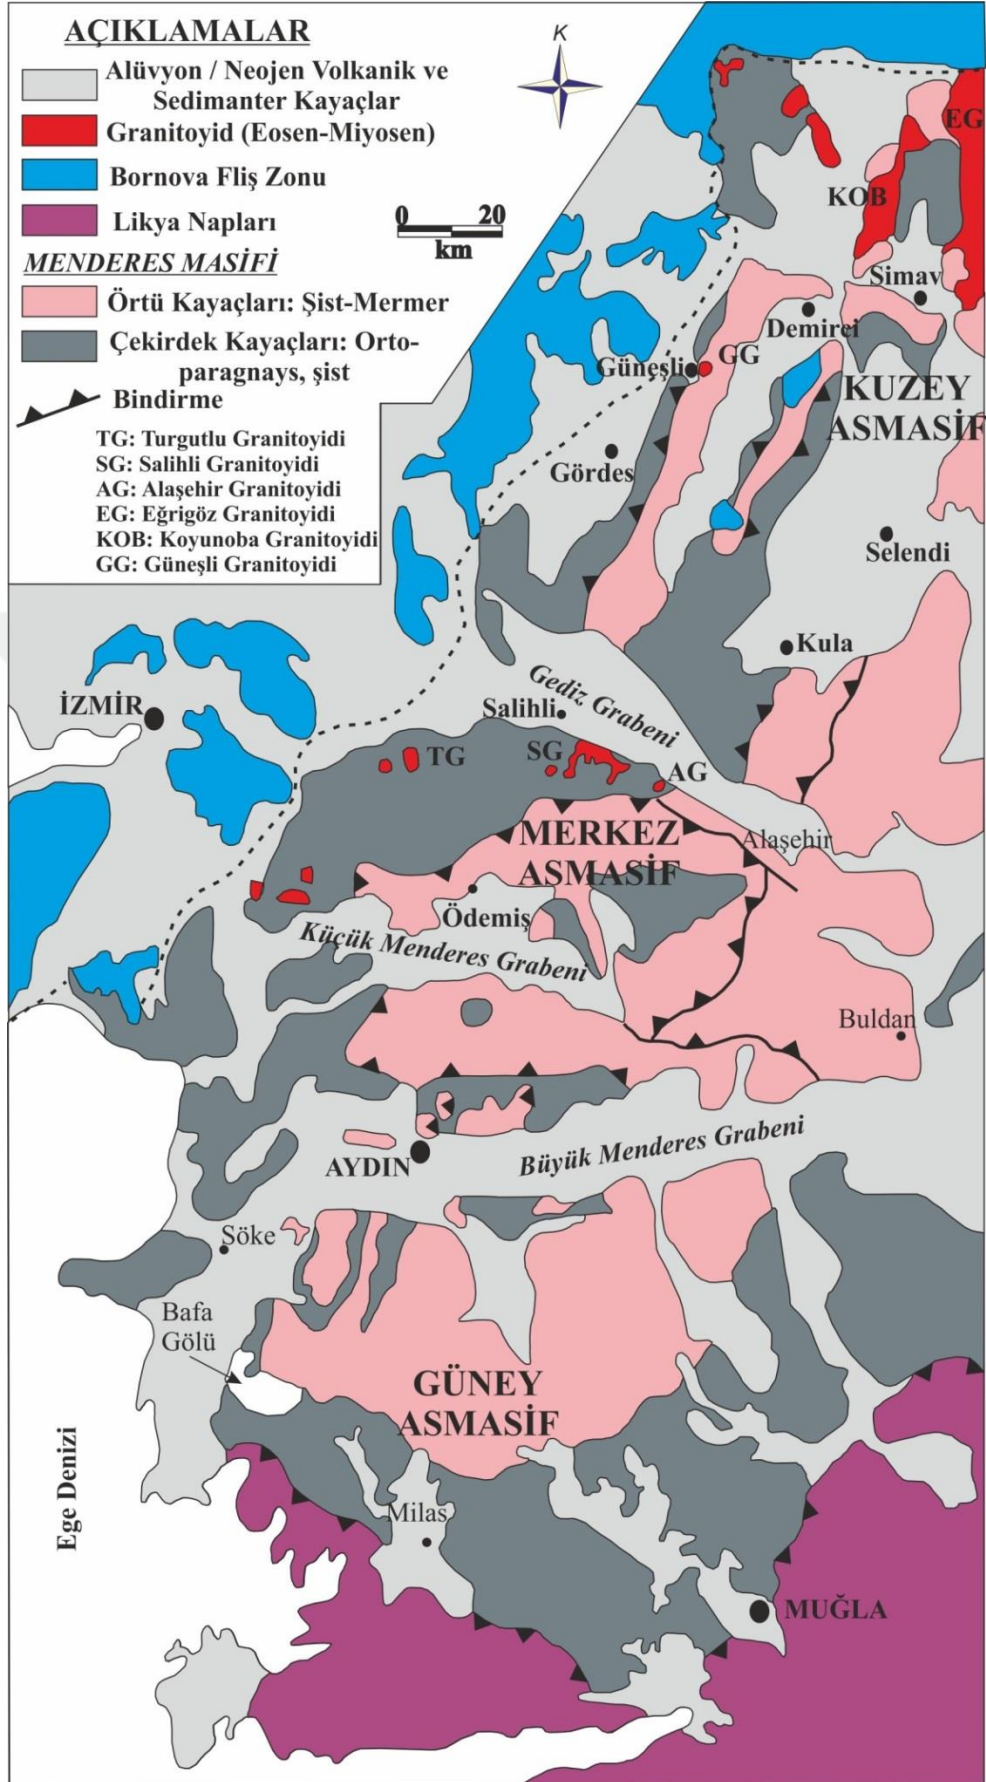 AÇIKLAMALAR
Alüvyon / Neojen Volkanik ve
Sedimanter Kayaçlar
Granitoyid (Eosen-Miyosen)
Bornova Fliş Zonu
Likya Napları
MENDERES MASİFİ
Örtü Kayaçları: Şist-Mermer
Çekirdek Kayaçları: Orto-
paragnays, şist
Bindirme
TG: Turgutlu Granitoyidi
SG: Salihli Granitoyidi
AG: Alaşehir Granitoyidi
EG: Eğrigöz Granitoyidi
KOB: Koyunoba Granitoyidi
GG: Güneşli Granitoyidi
K
0 20
km
EG
KOB
Simav
Demirci
GG
Güneşli
KUZEY
ASMASİF
Gördes
Selendi
Kula
Gediz Grabeni
Salihli
İZMİR
TG
SG
AG
MERKEZ
ASMASİF
Alaşehir
Ödemiş
Küçük Menderes Grabeni
Buldan
Büyük Menderes Grabeni
AYDIN
Söke
Bafa
Gölü
GÜNEY
ASMASİF
Ege Denizi
Milas
MUĞLA